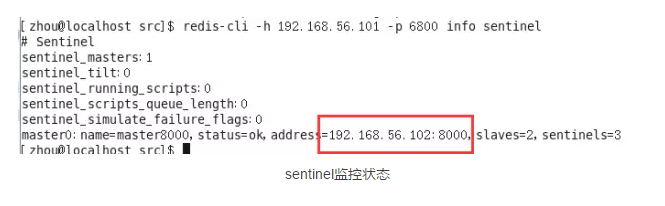 [ zhou@localhost src]$ redis-cli -h 192.168.56.101 -p 6800 info sentinel
# Sentinel
sentinel_masters:1
sentinel_tilt:0
sentinel_running_scripts:0
sentinel_scripts_queue_length:0
sentinel_simulate_failure_flags:0
master0:name=master8000,status=ok,address=192.168.56.102:8000,slaves=2,sentinels=3
[ zhou@localhost src]$
sentinel监控状态